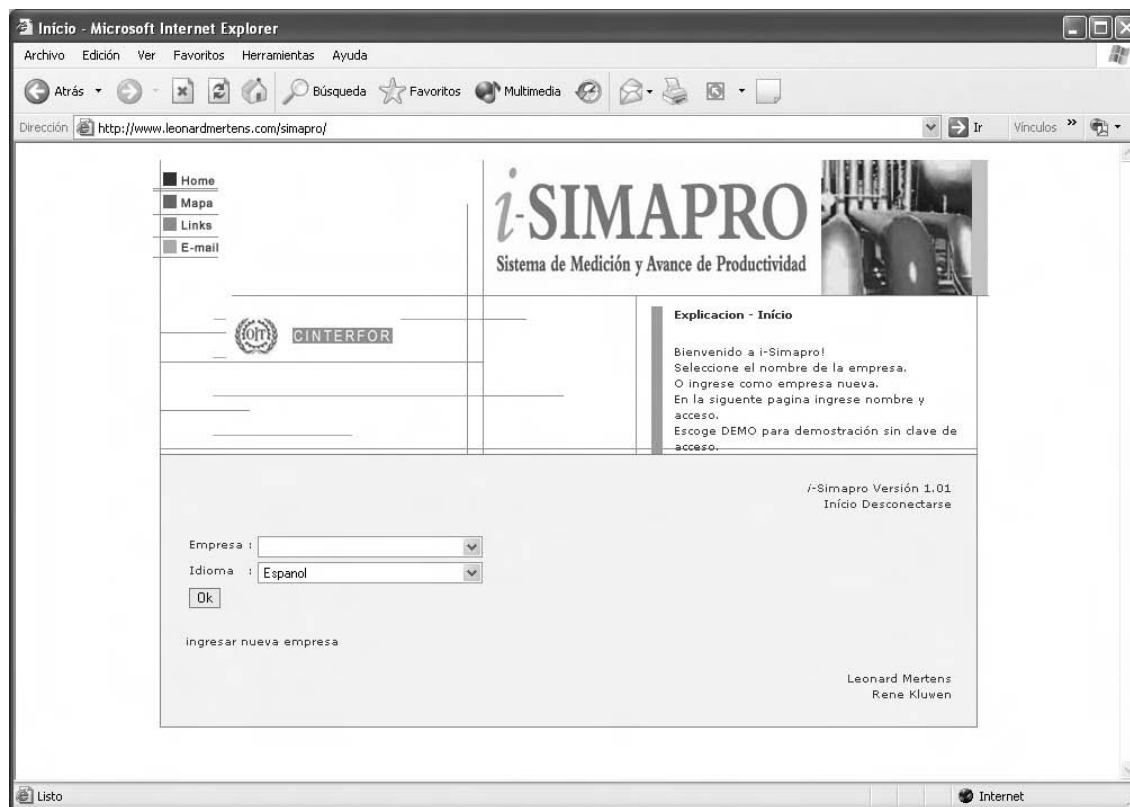 Início - Microsoft Internet Explorer
Archivo Edición Ver Favoritos Herramientas Ayuda
Atrás Búsqueda Favoritos Multimedia
Dirección http://www.leonardmertens.com/simapro/ Ir Vínculos »
Home
Mapa
Links
E-mail
i-SIMAPRO
Sistema de Medición y Avance de Productividad
OIT CINTERFOR
Explicacion - Início
Bienvenido a i-Simapro!
Seleccione el nombre de la empresa.
O ingrese como empresa nueva.
En la siguente pagina ingrese nombre y
acceso.
Escoge DEMO para demostración sin clave de
acceso.
i-Simapro Versión 1.01
Início Desconectarse
Empresa :
Idioma : Espanol
Ok
ingresar nueva empresa
Leonard Mertens
Rene Kluwen
Listo Internet